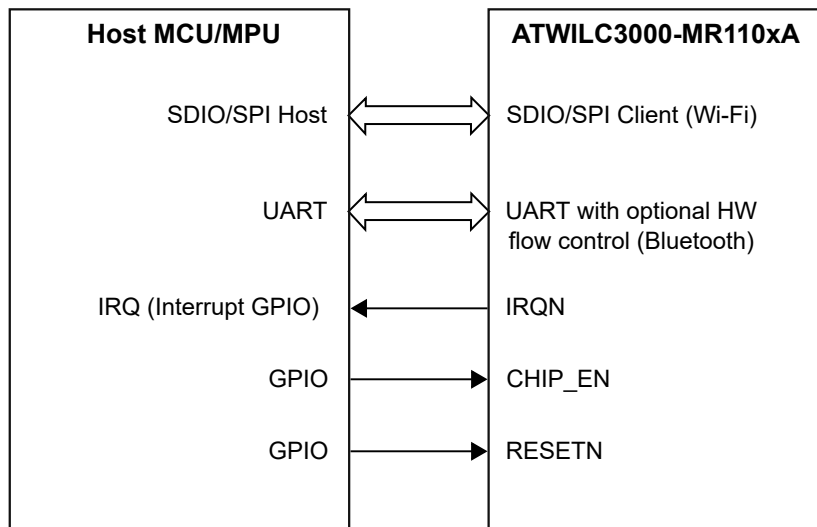 Host MCU/MPU
ATWILC3000-MR110xA
SDIO/SPI Host
SDIO/SPI Client (Wi-Fi)
UART
UART with optional HW
flow control (Bluetooth)
IRQ (Interrupt GPIO)
IRQN
GPIO
CHIP_EN
GPIO
RESETN